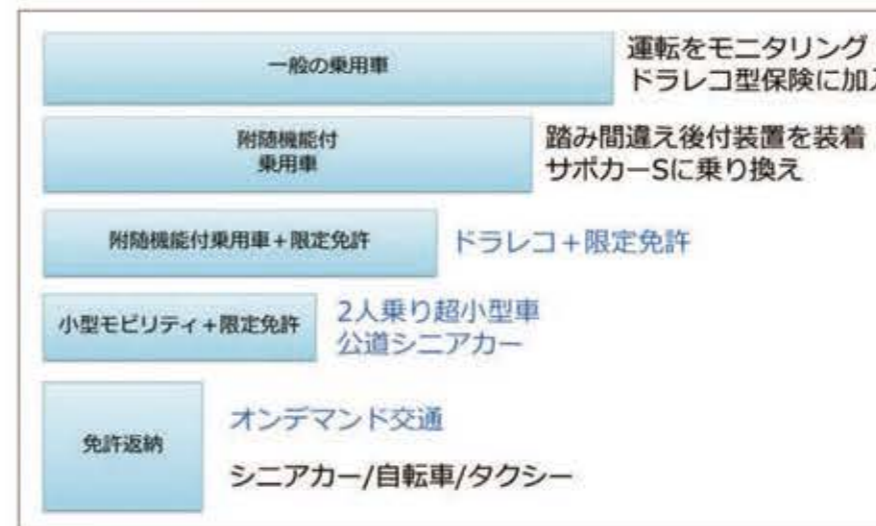 一般の乗用車
運転をモニタリング
ドラレコ型保険に加入
附随機能付
乗用車
踏み間違え後付装置を装着
サポカーSに乗り換え
附随機能付乗用車+限定免許
ドラレコ+限定免許
小型モビリティ+限定免許
2人乗り超小型車
公道シニアカー
免許返納
オンデマンド交通
シニアカー/自転車/タクシー